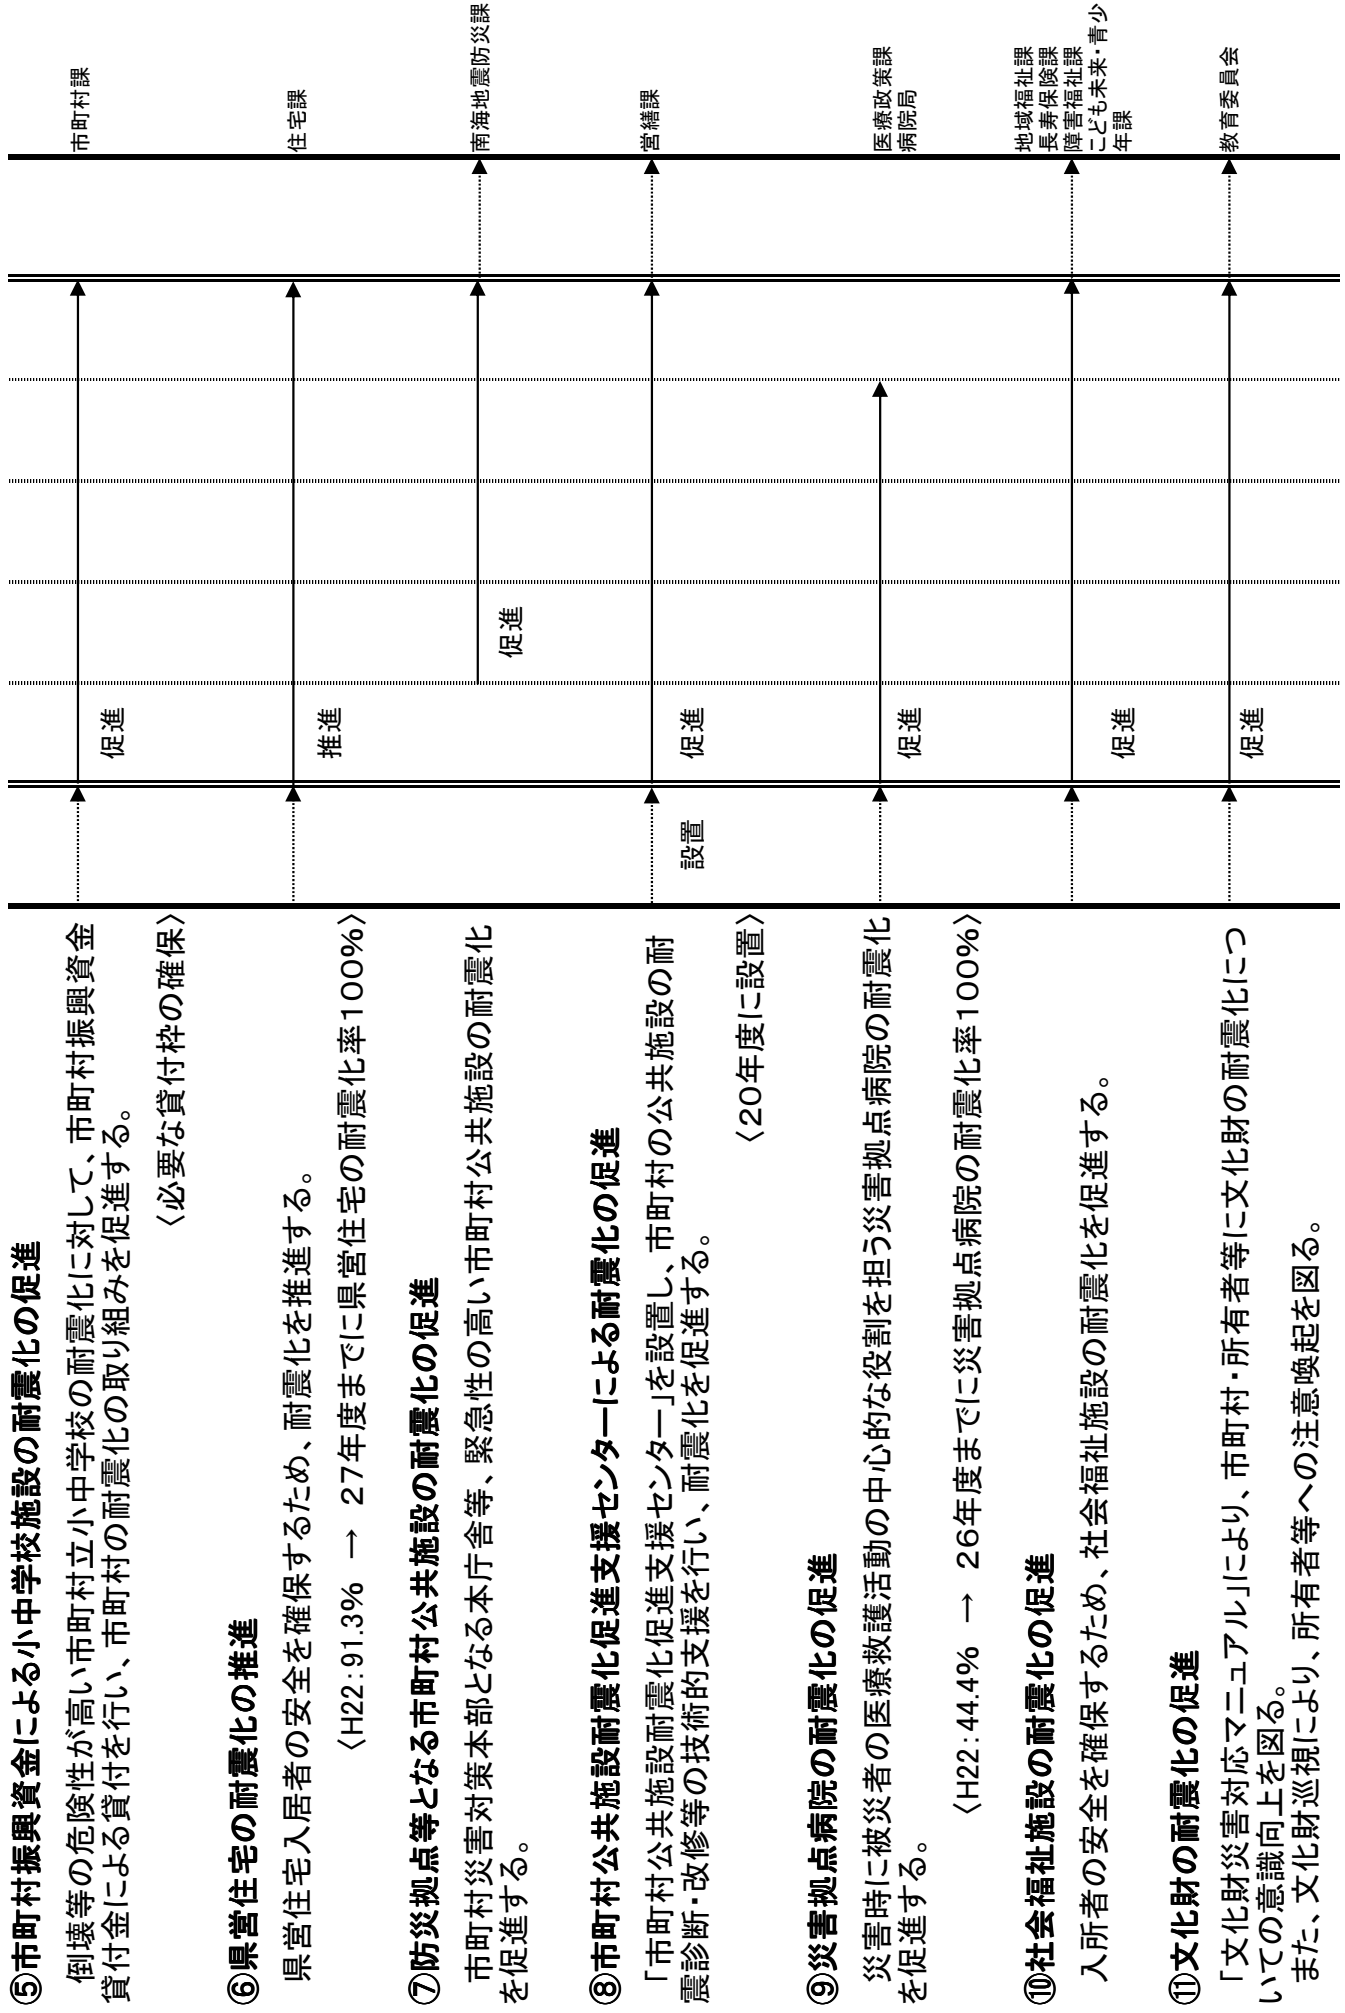 ⑤市町村振興資金による小中学校施設の耐震化の促進
倒壊等の危険性が高い市町村立小中学校の耐震化に対して、市町村振興資金
貸付金による貸付を行い、市町村の耐震化の取り組みを促進する。
〈必要な貸付枠の確保〉
促進
市町村課
⑥県営住宅の耐震化の推進
県営住宅入居者の安全を確保するため、耐震化を推進する。
〈H22：91.3％ → 27年度までに県営住宅の耐震化率100％〉
推進
住宅課
⑦防災拠点等となる市町村公共施設の耐震化の促進
市町村災害対策本部となる本庁舎等、緊急性の高い市町村公共施設の耐震化
を促進する。
促進
南海地震防災課
⑧市町村公共施設耐震化促進支援センターによる耐震化の促進
「市町村公共施設耐震化促進支援センター」を設置し、市町村の公共施設の耐
震診断・改修等の技術的支援を行い、耐震化を促進する。
〈20年度に設置〉
設置
促進
営繕課
⑨災害拠点病院の耐震化の促進
災害時に被災者の医療救護活動の中心的な役割を担う災害拠点病院の耐震化
を促進する。
〈H22：44.4％ → 26年度までに災害拠点病院の耐震化率100％〉
促進
医療政策課
病院局
⑩社会福祉施設の耐震化の促進
入所者の安全を確保するため、社会福祉施設の耐震化を促進する。
促進
地域福祉課
長寿保険課
障害福祉課
こども未来・青少
年課
⑪文化財の耐震化の促進
「文化財災害対応マニュアル」により、市町村・所有者等に文化財の耐震化につ
いての意識向上を図る。
また、文化財巡視により、所有者等への注意喚起を図る。
促進
教育委員会